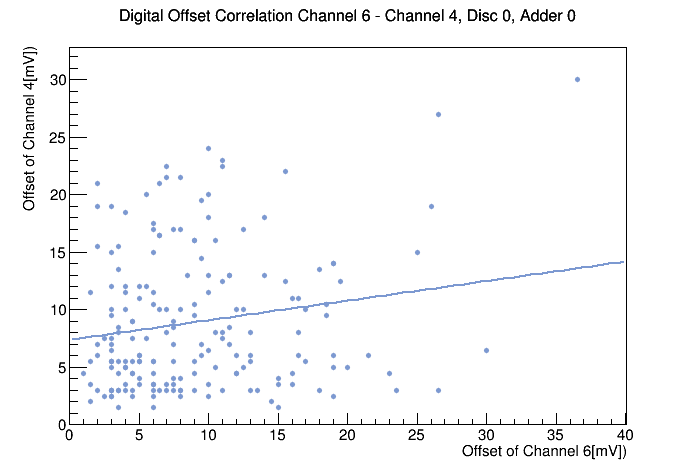 Digital Offset Correlation Channel 6 - Channel 4, Disc 0, Adder 0
Offset of Channel 4[mV])
30
25
20
15
10
5
0
0 5 10 15 20 25 30 35 40
Offset of Channel 6[mV])